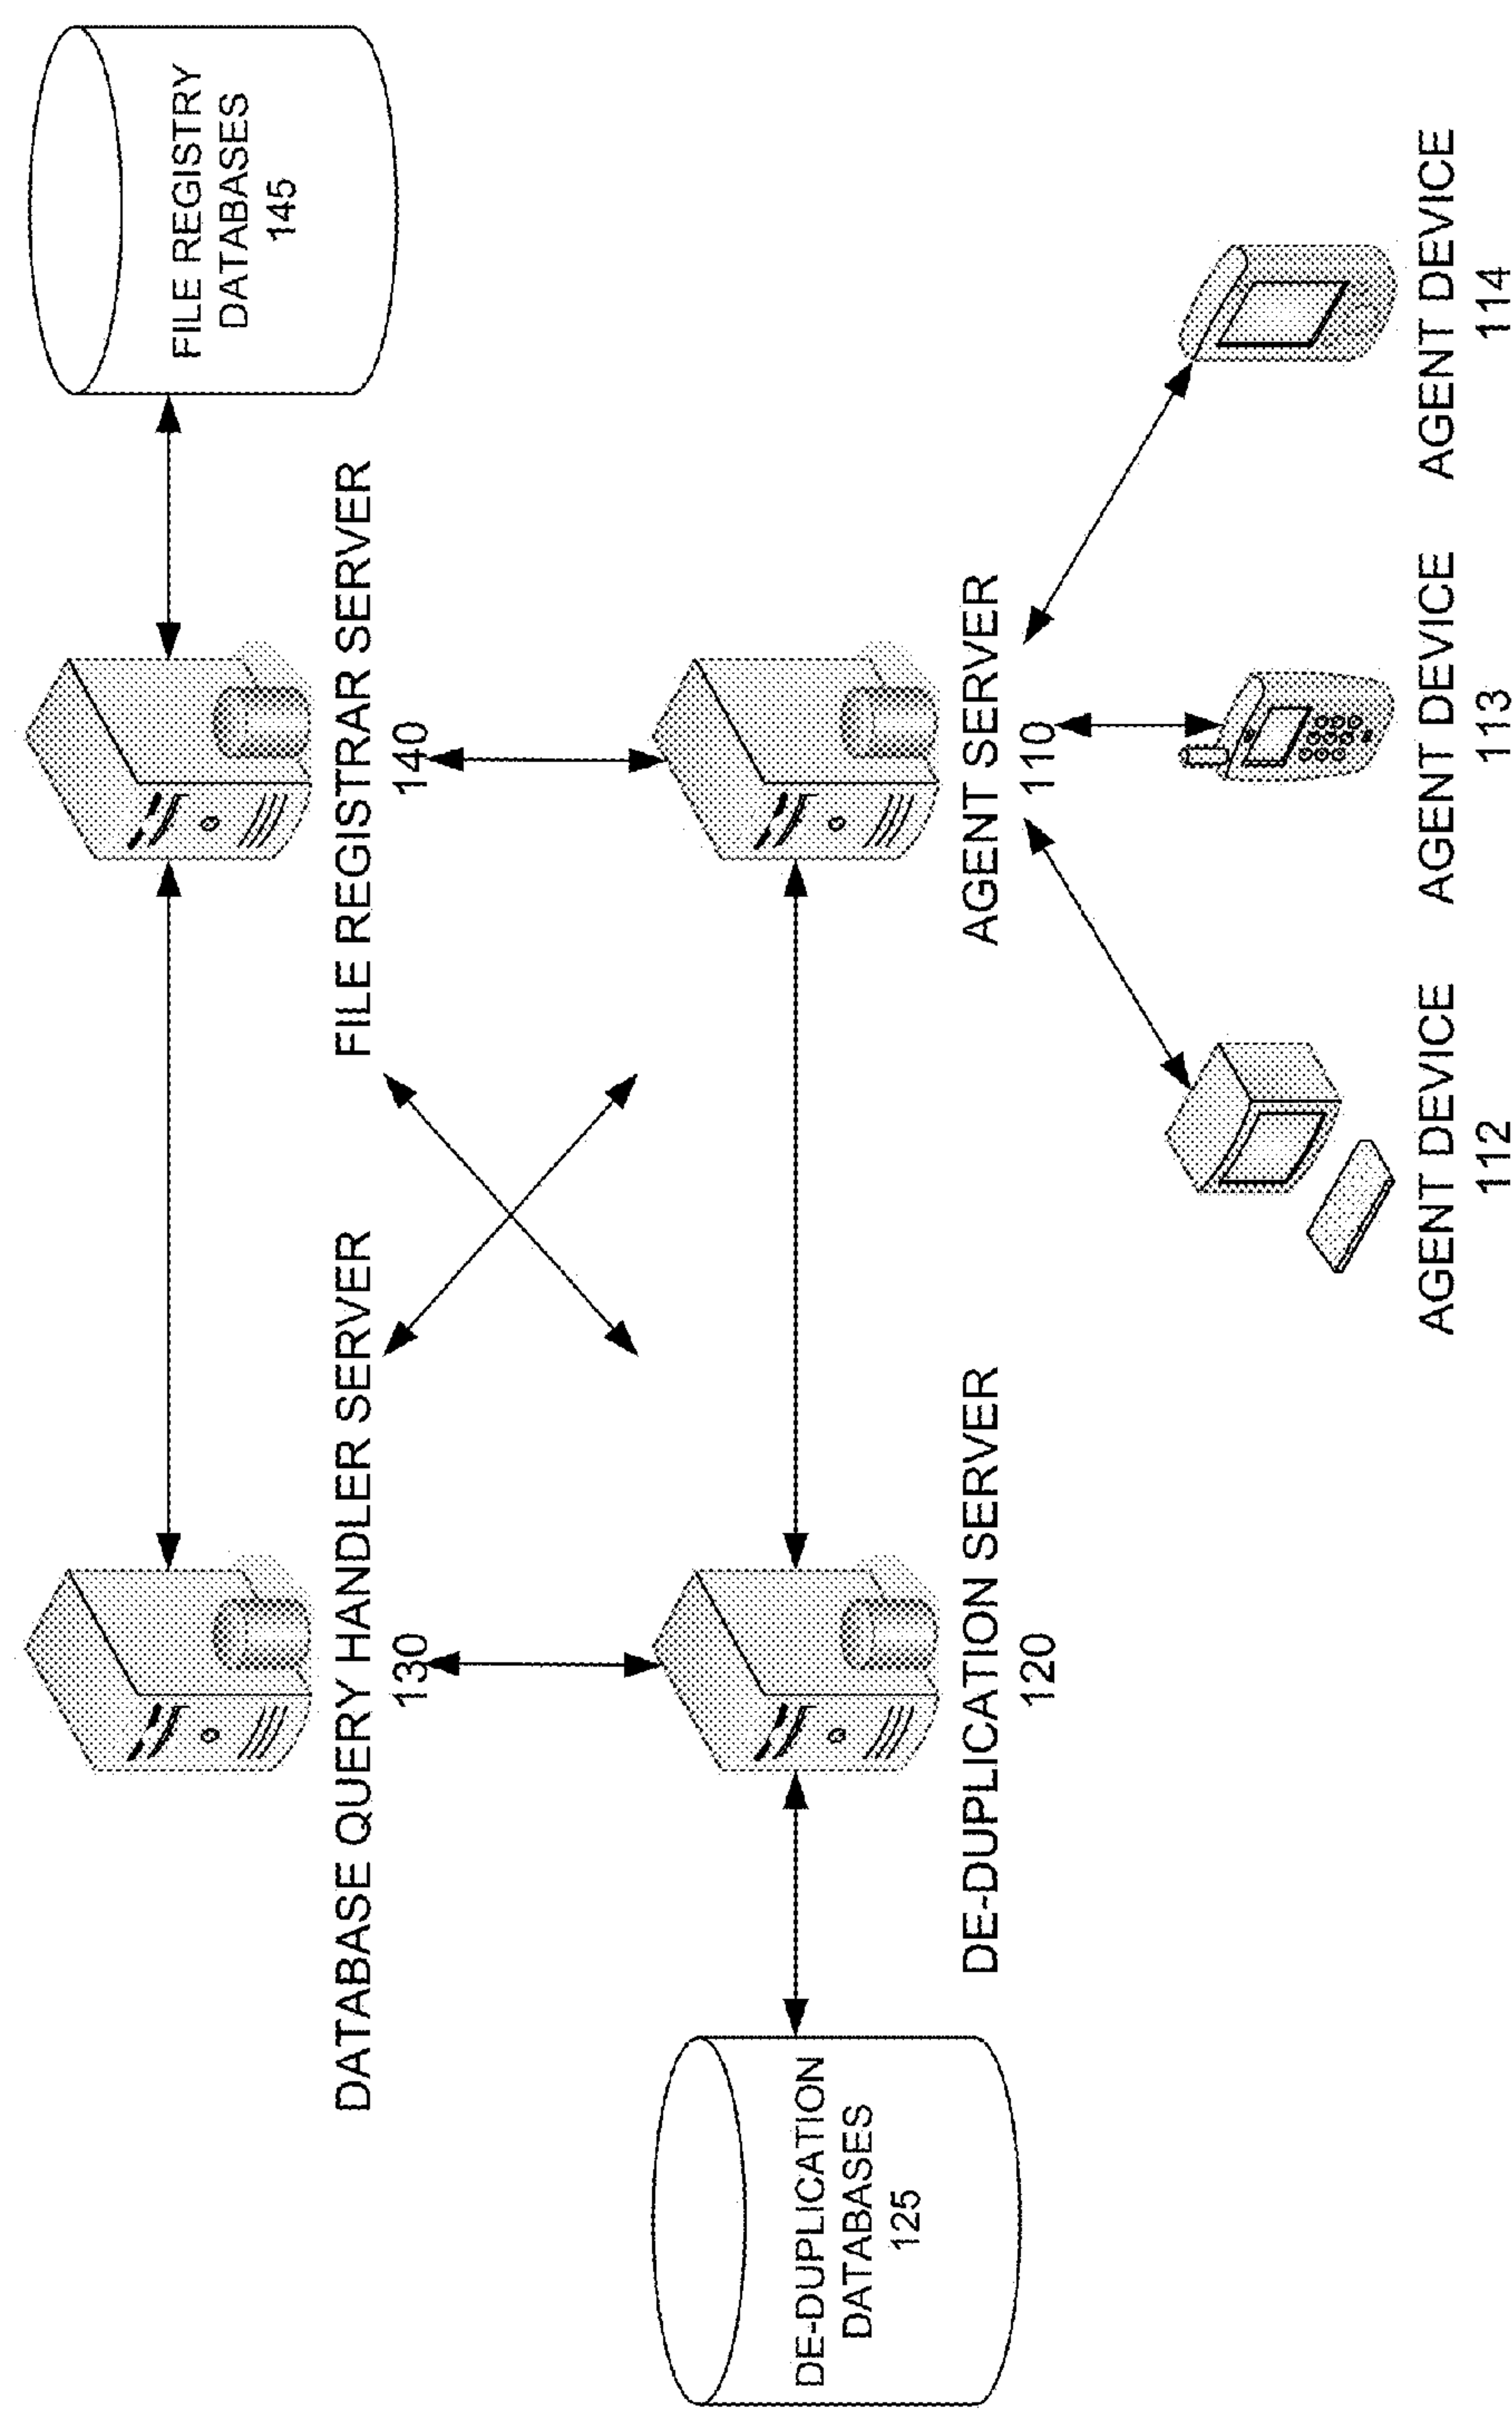 DATABASE QUERY HANDLER SERVER
130
FILE REGISTRAR SERVER
140
FILE REGISTRY
DATABASES
145
DE-DUPLICATION
DATABASES
125
DE-DUPLICATION SERVER
120
AGENT SERVER
110
AGENT DEVICE
112
AGENT DEVICE
113
AGENT DEVICE
114